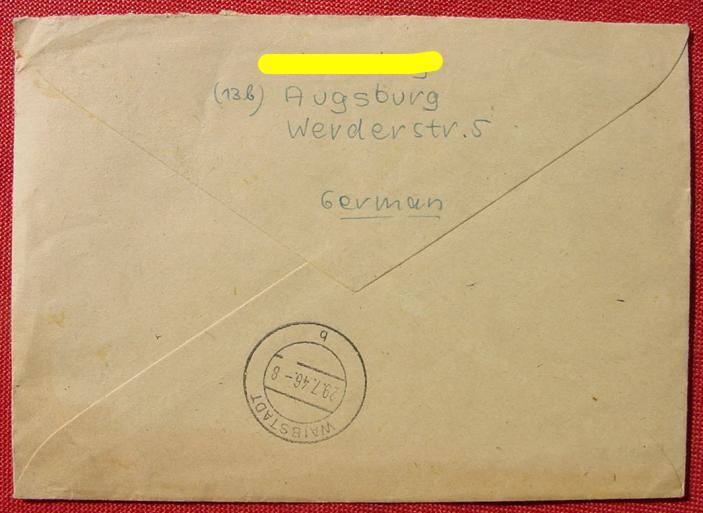 (13b) Augsburg
Werderstr. 5
German
b
29.7.46.-8
WAIBSTADT